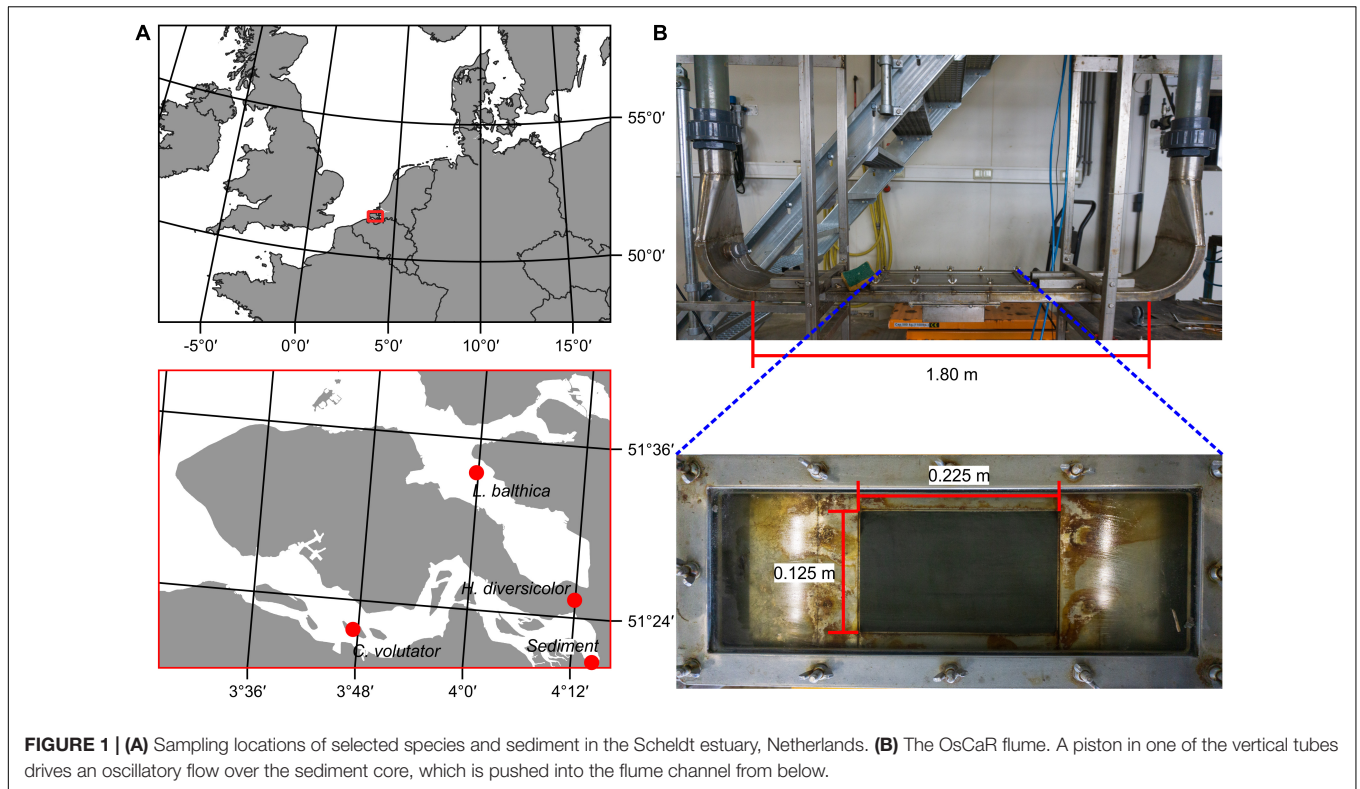 A
55°0′
50°0′
-5°0′
0°0′
5°0′
10°0′
15°0′
51°36′
L. balthica
H. diversicolor
51°24′
C. volutator
Sediment
3°36′
3°48′
4°0′
4°12′
B
1.80 m
0.225 m
0.125 m
FIGURE 1 | (A) Sampling locations of selected species and sediment in the Scheldt estuary, Netherlands. (B) The OsCaR flume. A piston in one of the vertical tubes
drives an oscillatory flow over the sediment core, which is pushed into the flume channel from below.